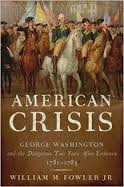 AMERICAN
CRISIS
GEORGE WASHINGTON
and the Dangerous Two Years After Yorktown,
1781–1783
WILLIAM M. FOWLER JR